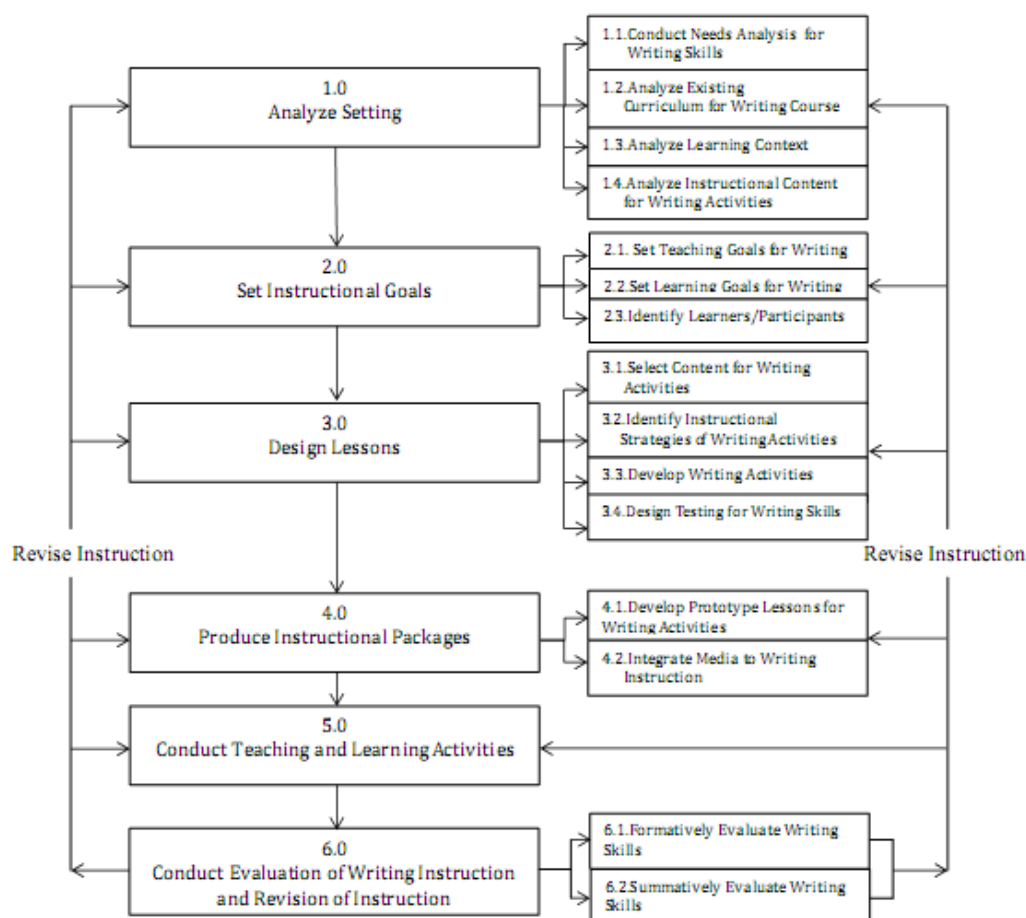 1.0
Analyze Setting
1.1.Conduct Needs Analysis for
Writing Skills
1.2.Analyze Existing
Curriculum for Writing Course
1.3.Analyze Learning Context
1.4.Analyze Instructional Content
for Writing Activities
2.0
Set Instructional Goals
2.1. Set Teaching Goals for Writing
2.2.Set Learning Goals for Writing
2.3.Identify Learners/Participants
3.0
Design Lessons
3.1.Select Content for Writing
Activities
3.2.Identify Instructional
Strategies of Writing Activities
3.3.Develop Writing Activities
3.4.Design Testing for Writing Skills
Revise Instruction
Revise Instruction
4.0
Produce Instructional Packages
4.1.Develop Prototype Lessons for
Writing Activities
4.2.Integrate Media to Writing
Instruction
5.0
Conduct Teaching and Learning Activities
6.0
Conduct Evaluation of Writing Instruction
and Revision of Instruction
6.1.Formatively Evaluate Writing
Skills
6.2.Summatively Evaluate Writing
Skills